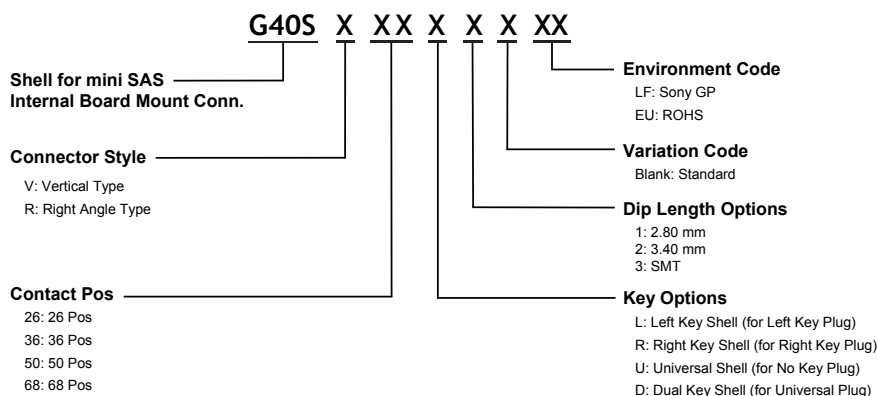 G40S X XX X X X XX
Shell for mini SAS
Internal Board Mount Conn.
Connector Style
V: Vertical Type
R: Right Angle Type
Contact Pos
26: 26 Pos
36: 36 Pos
50: 50 Pos
68: 68 Pos
Environment Code
LF: Sony GP
EU: ROHS
Variation Code
Blank: Standard
Dip Length Options
1: 2.80 mm
2: 3.40 mm
3: SMT
Key Options
L: Left Key Shell (for Left Key Plug)
R: Right Key Shell (for Right Key Plug)
U: Universal Shell (for No Key Plug)
D: Dual Key Shell (for Universal Plug)